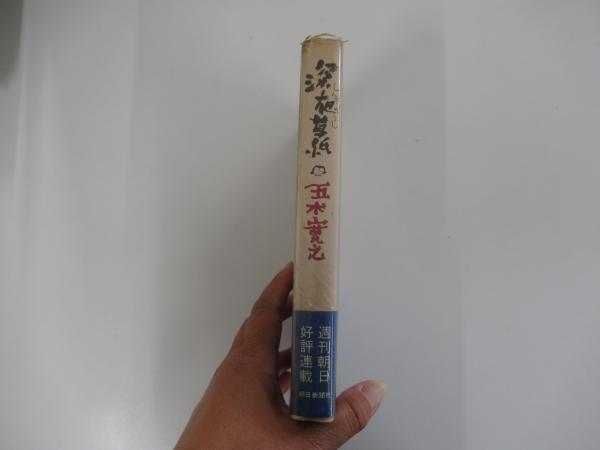 深夜草紙
五木寛之
週刊朝日
好評連載
朝日新聞社